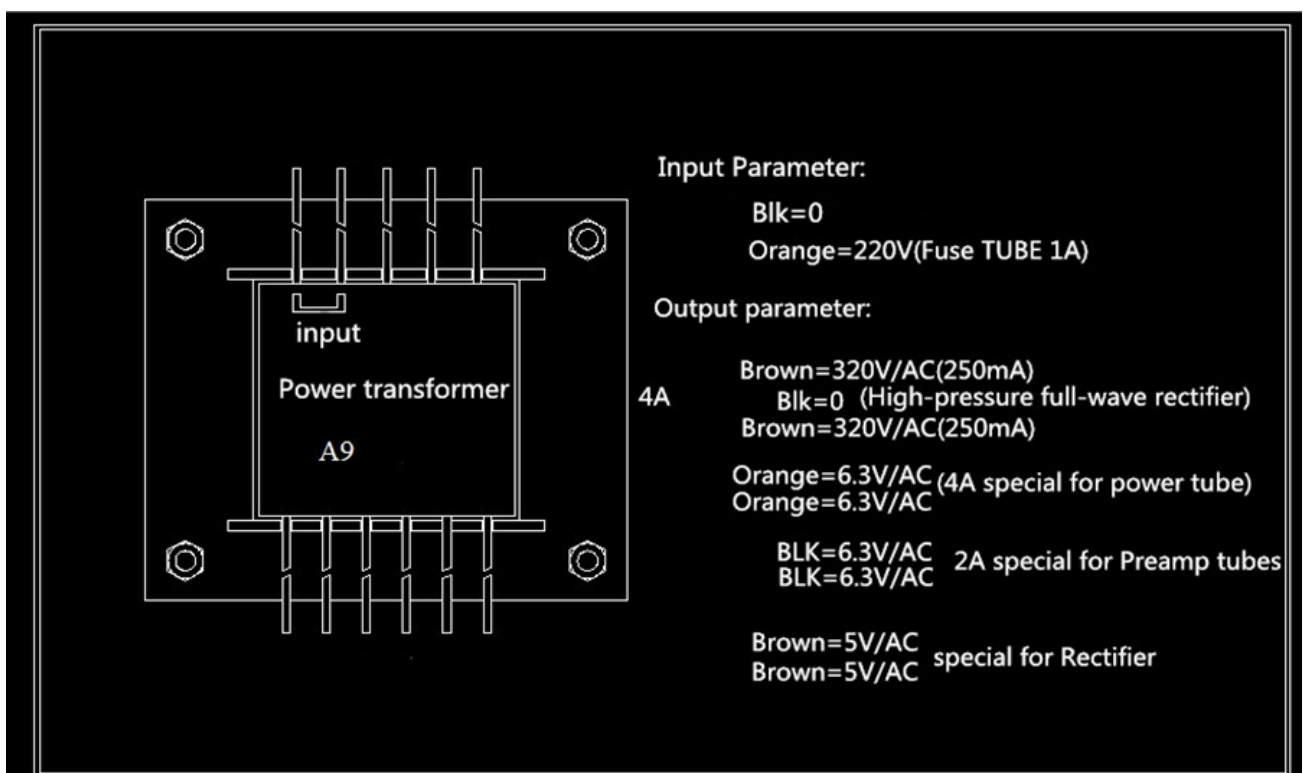 Input Parameter:
Blk=0
Orange=220V(Fuse TUBE 1A)
input
Power transformer
A9
4A
Output parameter:
Brown=320V/AC(250mA)
Blk=0 (High-pressure full-wave rectifier)
Brown=320V/AC(250mA)
Orange=6.3V/AC (4A special for power tube)
Orange=6.3V/AC
BLK=6.3V/AC 2A special for Preamp tubes
BLK=6.3V/AC
Brown=5V/AC special for Rectifier
Brown=5V/AC